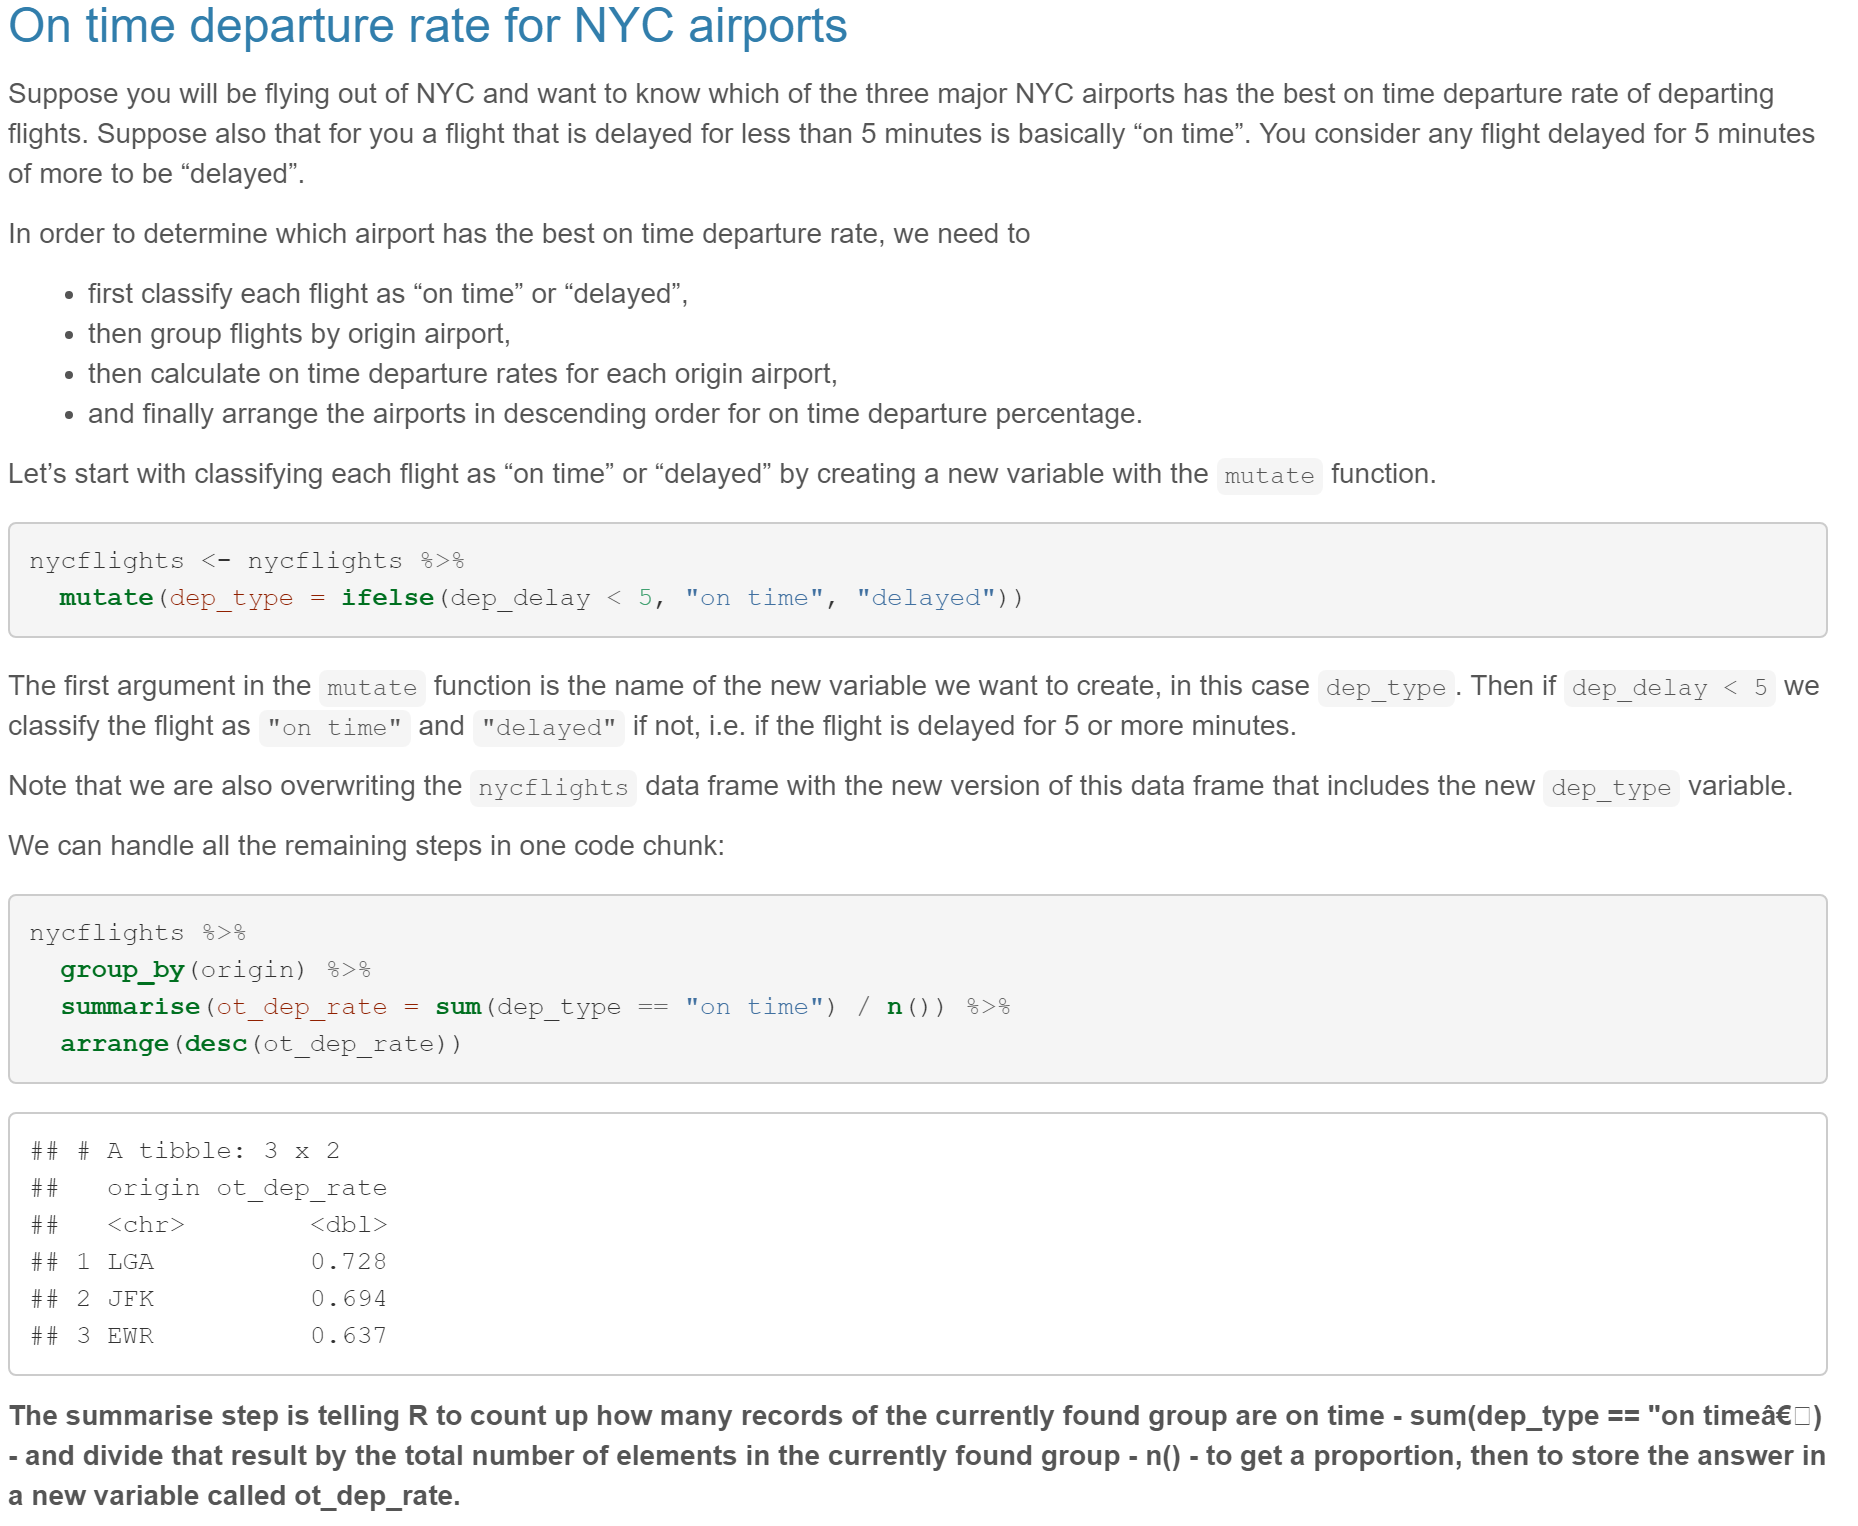 On time departure rate for NYC airports
Suppose you will be flying out of NYC and want to know which of the three major NYC airports has the best on time departure rate of departing
flights. Suppose also that for you a flight that is delayed for less than 5 minutes is basically “on time”. You consider any flight delayed for 5 minutes
of more to be “delayed”.
In order to determine which airport has the best on time departure rate, we need to
• first classify each flight as “on time” or “delayed”,
• then group flights by origin airport,
• then calculate on time departure rates for each origin airport,
• and finally arrange the airports in descending order for on time departure percentage.
Let’s start with classifying each flight as “on time” or “delayed” by creating a new variable with the mutate function.
nycflights <- nycflights %>%
  mutate(dep_type = ifelse(dep_delay < 5, "on time", "delayed"))
The first argument in the mutate function is the name of the new variable we want to create, in this case dep_type. Then if dep_delay < 5 we
classify the flight as "on time" and "delayed" if not, i.e. if the flight is delayed for 5 or more minutes.
Note that we are also overwriting the nycflights data frame with the new version of this data frame that includes the new dep_type variable.
We can handle all the remaining steps in one code chunk:
nycflights %>%
  group_by(origin) %>%
  summarise(ot_dep_rate = sum(dep_type == "on time") / n()) %>%
  arrange(desc(ot_dep_rate))
## # A tibble: 3 x 2
##   origin ot_dep_rate
##   <chr>        <dbl>
## 1 LGA          0.728
## 2 JFK          0.694
## 3 EWR          0.637
The summarise step is telling R to count up how many records of the currently found group are on time - sum(dep_type == "on timeâ€□)
- and divide that result by the total number of elements in the currently found group - n() - to get a proportion, then to store the answer in
a new variable called ot_dep_rate.